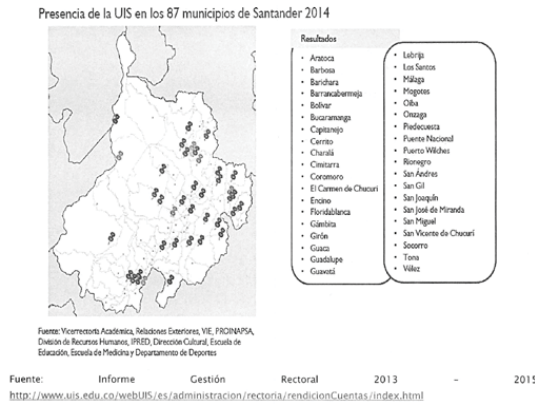 Presencia de la UIS en los 87 municipios de Santander 2014
Resultados
• Aratoca
• Barbosa
• Barichara
• Barrancabermeja
• Bolívar
• Bucaramanga
• Capitanejo
• Cerrito
• Charalá
• Cimitarra
• Coromoro
• El Carmen de Chucurí
• Encino
• Floridablanca
• Gámbita
• Girón
• Guaca
• Guadalupe
• Guavatá
• Lebrija
• Los Santos
• Málaga
• Mogotes
• Oiba
• Onzaga
• Piedecuesta
• Puente Nacional
• Puerto Wilches
• Rionegro
• San Andres
• San Gil
• San Joaquín
• San José de Miranda
• San Miguel
• San Vicente de Chucurí
• Socorro
• Tona
• Vélez
Fuente: Vicerrectoría Académica, Relaciones Exteriores, VIE, PROINAPSA,
División de Recursos Humanos, IPRED, Dirección Cultural, Escuela de
Educación, Escuela de Medicina y Departamento de Deportes
Fuente: Informe Gestión Rectoral 2013 – 2015
http://www.uis.edu.co/webUIS/es/administracion/rectoria/rendicionCuentas/index.html